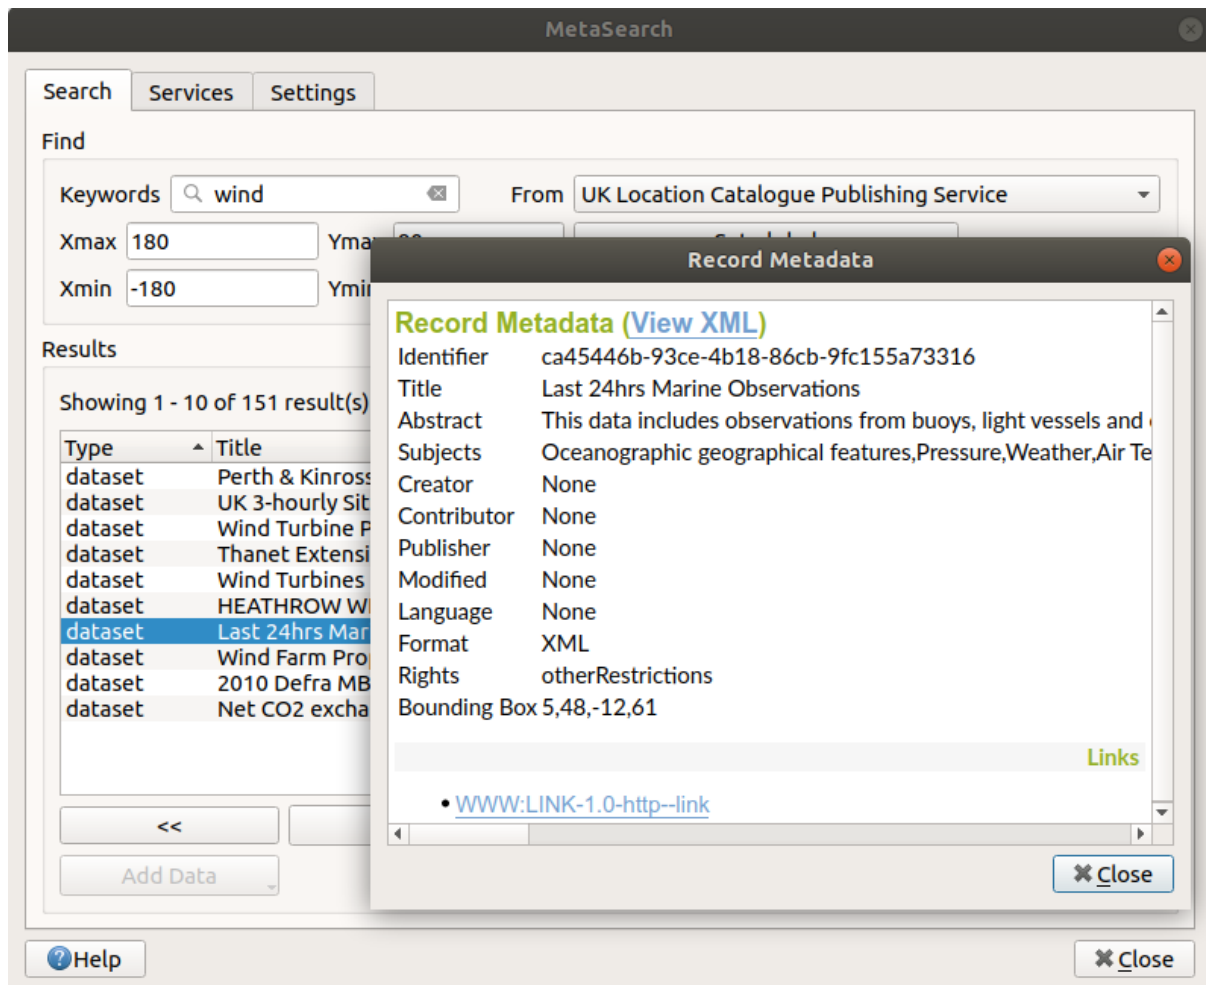 MetaSearch
Search Services Settings
Find
Keywords wind From UK Location Catalogue Publishing Service
Xmax 180
Xmin -180
Results
Showing 1 - 10 of 151 result(s)
Type Title
dataset Perth & Kinross
dataset UK 3-hourly Sit
dataset Wind Turbine P
dataset Thanet Extensi
dataset Wind Turbines
dataset HEATHROW W
dataset Last 24hrs Mar
dataset Wind Farm Pro
dataset 2010 Defra MB
dataset Net CO2 excha
<<
Add Data
Help
Close
Record Metadata
Record Metadata (View XML)
Identifier ca45446b-93ce-4b18-86cb-9fc155a73316
Title Last 24hrs Marine Observations
Abstract This data includes observations from buoys, light vessels and
Subjects Oceanographic geographical features,Pressure,Weather,Air Te
Creator None
Contributor None
Publisher None
Modified None
Language None
Format XML
Rights otherRestrictions
Bounding Box 5,48,-12,61
Links
• WWW:LINK-1.0-http--link
Close